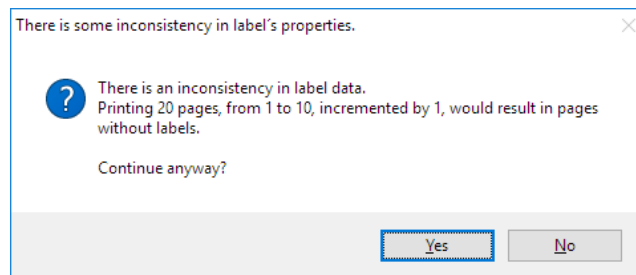 There is some inconsistency in label´s properties.
There is an inconsistency in label data.
Printing 20 pages, from 1 to 10, incremented by 1, would result in pages
without labels.
Continue anyway?
Yes No